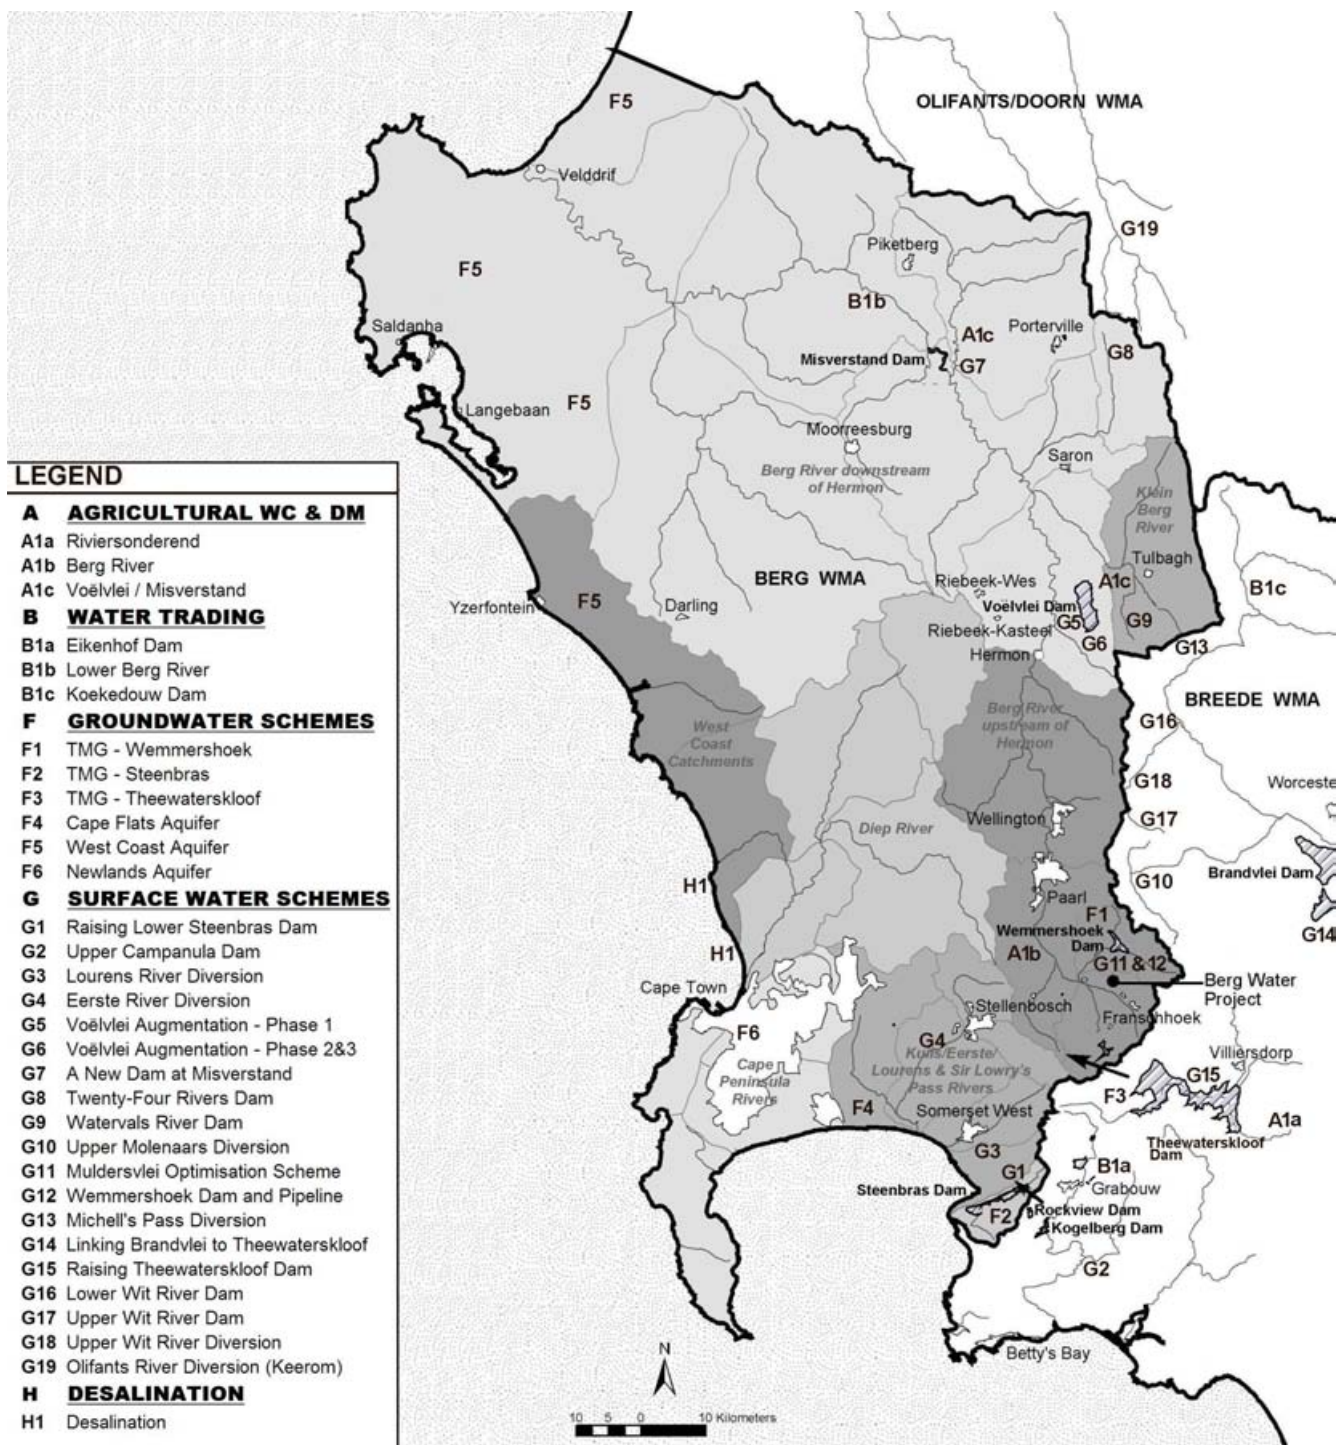 OLIFANTS/DOORN WMA
F5
Velddrif
G19
Piketberg
F5
B1b
Saldanha
A1c
Porterville
Misverstand Dam
G7
G8
Langebaan
F5
Moorreesburg
Berg River downstream
of Hermon
Saron
Klein
Berg
River
Tulbagh
BERG WMA
Riebeek-Wes
A1c
B1c
Yzerfontein
F5
Darling
Voëlvlei Dam
G5
G9
Riebeek-Kasteel
G6
Hermon
G13
BREEDE WMA
West
Coast
Catchments
Berg River
upstream of
Hermon
G16
G18
Worceste
Wellington
G17
Diep River
H1
Paarl
G10
Brandvlei Dam
F1
Wemmershoek
Dam
G14
H1
A1b
G11 & 12
Berg Water
Project
Cape Town
Stellenbosch
Franschhoek
F6
G4
Kuils/Eerste/
Lourens & Sir Lowry's
Pass Rivers
Villiersdorp
Cape
Peninsula
Rivers
G15
F3
F4
Somerset West
A1a
Theewaterskloof
Dam
G3
G1
B1a
Grabouw
Steenbras Dam
F2
Rockview Dam
Kogelberg Dam
G2
Betty's Bay
N
10 5 0 10 Kilometers
LEGEND
A AGRICULTURAL WC & DM
A1a Riviersonderend
A1b Berg River
A1c Voëlvlei / Misverstand
B WATER TRADING
B1a Eikenhof Dam
B1b Lower Berg River
B1c Koekedouw Dam
F GROUNDWATER SCHEMES
F1 TMG - Wemmershoek
F2 TMG - Steenbras
F3 TMG - Theewaterskloof
F4 Cape Flats Aquifer
F5 West Coast Aquifer
F6 Newlands Aquifer
G SURFACE WATER SCHEMES
G1 Raising Lower Steenbras Dam
G2 Upper Campanula Dam
G3 Lourens River Diversion
G4 Eerste River Diversion
G5 Voëlvlei Augmentation - Phase 1
G6 Voëlvlei Augmentation - Phase 2&3
G7 A New Dam at Misverstand
G8 Twenty-Four Rivers Dam
G9 Watervals River Dam
G10 Upper Molenaars Diversion
G11 Muldersvlei Optimisation Scheme
G12 Wemmershoek Dam and Pipeline
G13 Michell's Pass Diversion
G14 Linking Brandvlei to Theewaterskloof
G15 Raising Theewaterskloof Dam
G16 Lower Wit River Dam
G17 Upper Wit River Dam
G18 Upper Wit River Diversion
G19 Olifants River Diversion (Keerom)
H DESALINATION
H1 Desalination